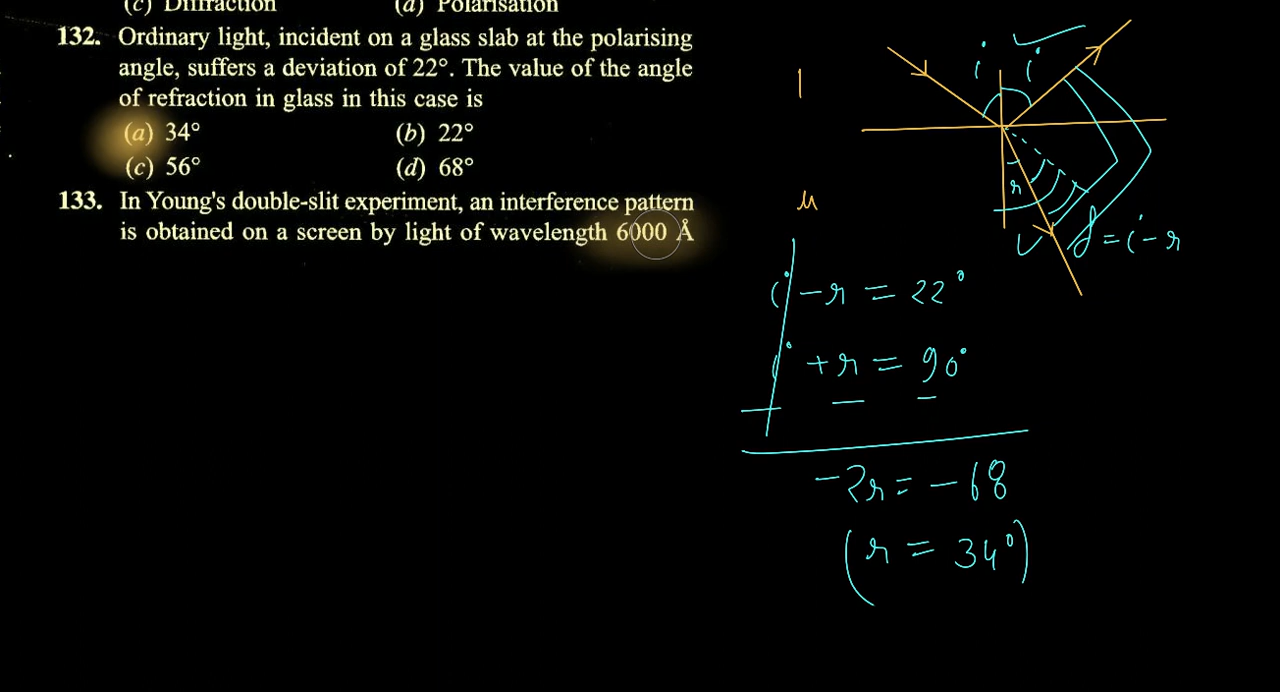 (c) Diffraction (d) Polarisation
132. Ordinary light, incident on a glass slab at the polarising
angle, suffers a deviation of 22°. The value of the angle
of refraction in glass in this case is
(a) 34° (b) 22°
(c) 56° (d) 68°
133. In Young's double-slit experiment, an interference pattern
is obtained on a screen by light of wavelength 6000 Å
i i
r
μ
δ = i - r
i - r = 22°
i + r = 90°
- -
-2r = -68
(r = 34°)